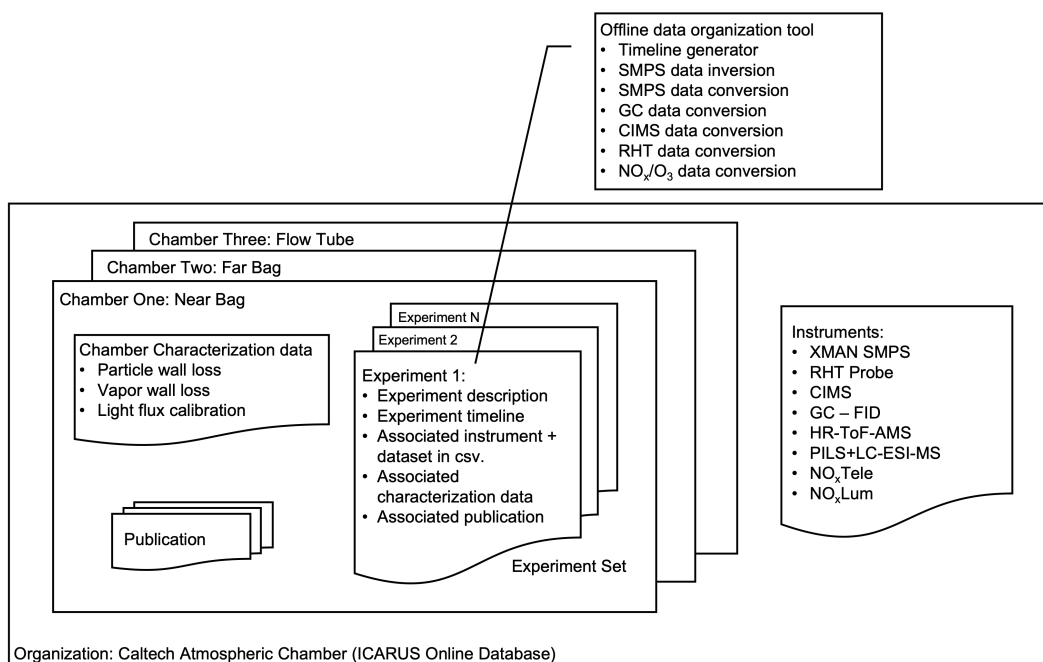 Offline data organization tool
• Timeline generator
• SMPS data inversion
• SMPS data conversion
• GC data conversion
• CIMS data conversion
• RHT data conversion
• NOx/O3 data conversion
Chamber Three: Flow Tube
Chamber Two: Far Bag
Chamber One: Near Bag
Chamber Characterization data
• Particle wall loss
• Vapor wall loss
• Light flux calibration
Publication
Experiment N
Experiment 2
Experiment 1:
• Experiment description
• Experiment timeline
• Associated instrument +
dataset in csv.
• Associated
characterization data
• Associated publication
Experiment Set
Instruments:
• XMAN SMPS
• RHT Probe
• CIMS
• GC – FID
• HR-ToF-AMS
• PILS+LC-ESI-MS
• NOxTele
• NOxLum
Organization: Caltech Atmospheric Chamber (ICARUS Online Database)